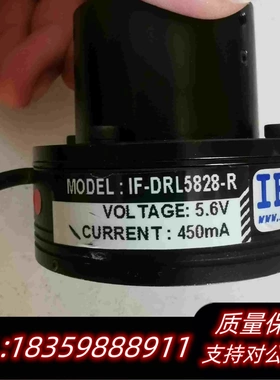 MODEL : IF-DRL5828-R
VOLTAGE: 5.6V
CURRENT : 450mA
质量保
:18359888911
支持对公